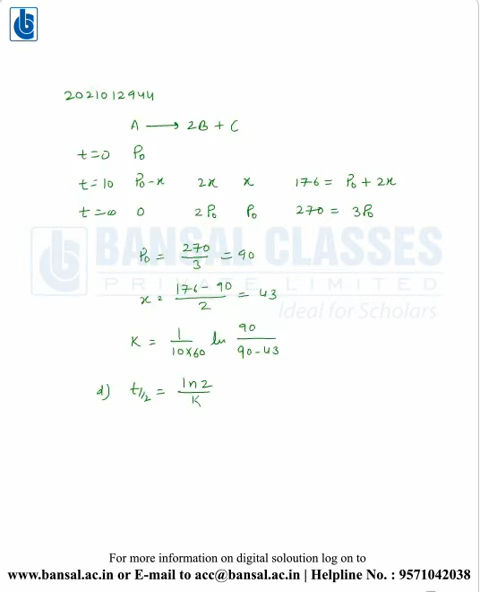 2021012944
A ⟶ 2B + C
t=0 P₀
t=10 P₀-x 2x x 176 = P₀ + 2x
t=∞ 0 2P₀ P₀ 270 = 3P₀
BANSAL CLASSES
PRIVATE LIMITED
Ideal for Scholars
P₀ = 270/3 = 90
x = (176-90)/2 = 43
K = 1/(10×60) ln 90/(90-43)
d) t₁/₂ = ln2/K
For more information on digital soloution log on to
www.bansal.ac.in or E-mail to acc@bansal.ac.in | Helpline No. : 9571042038